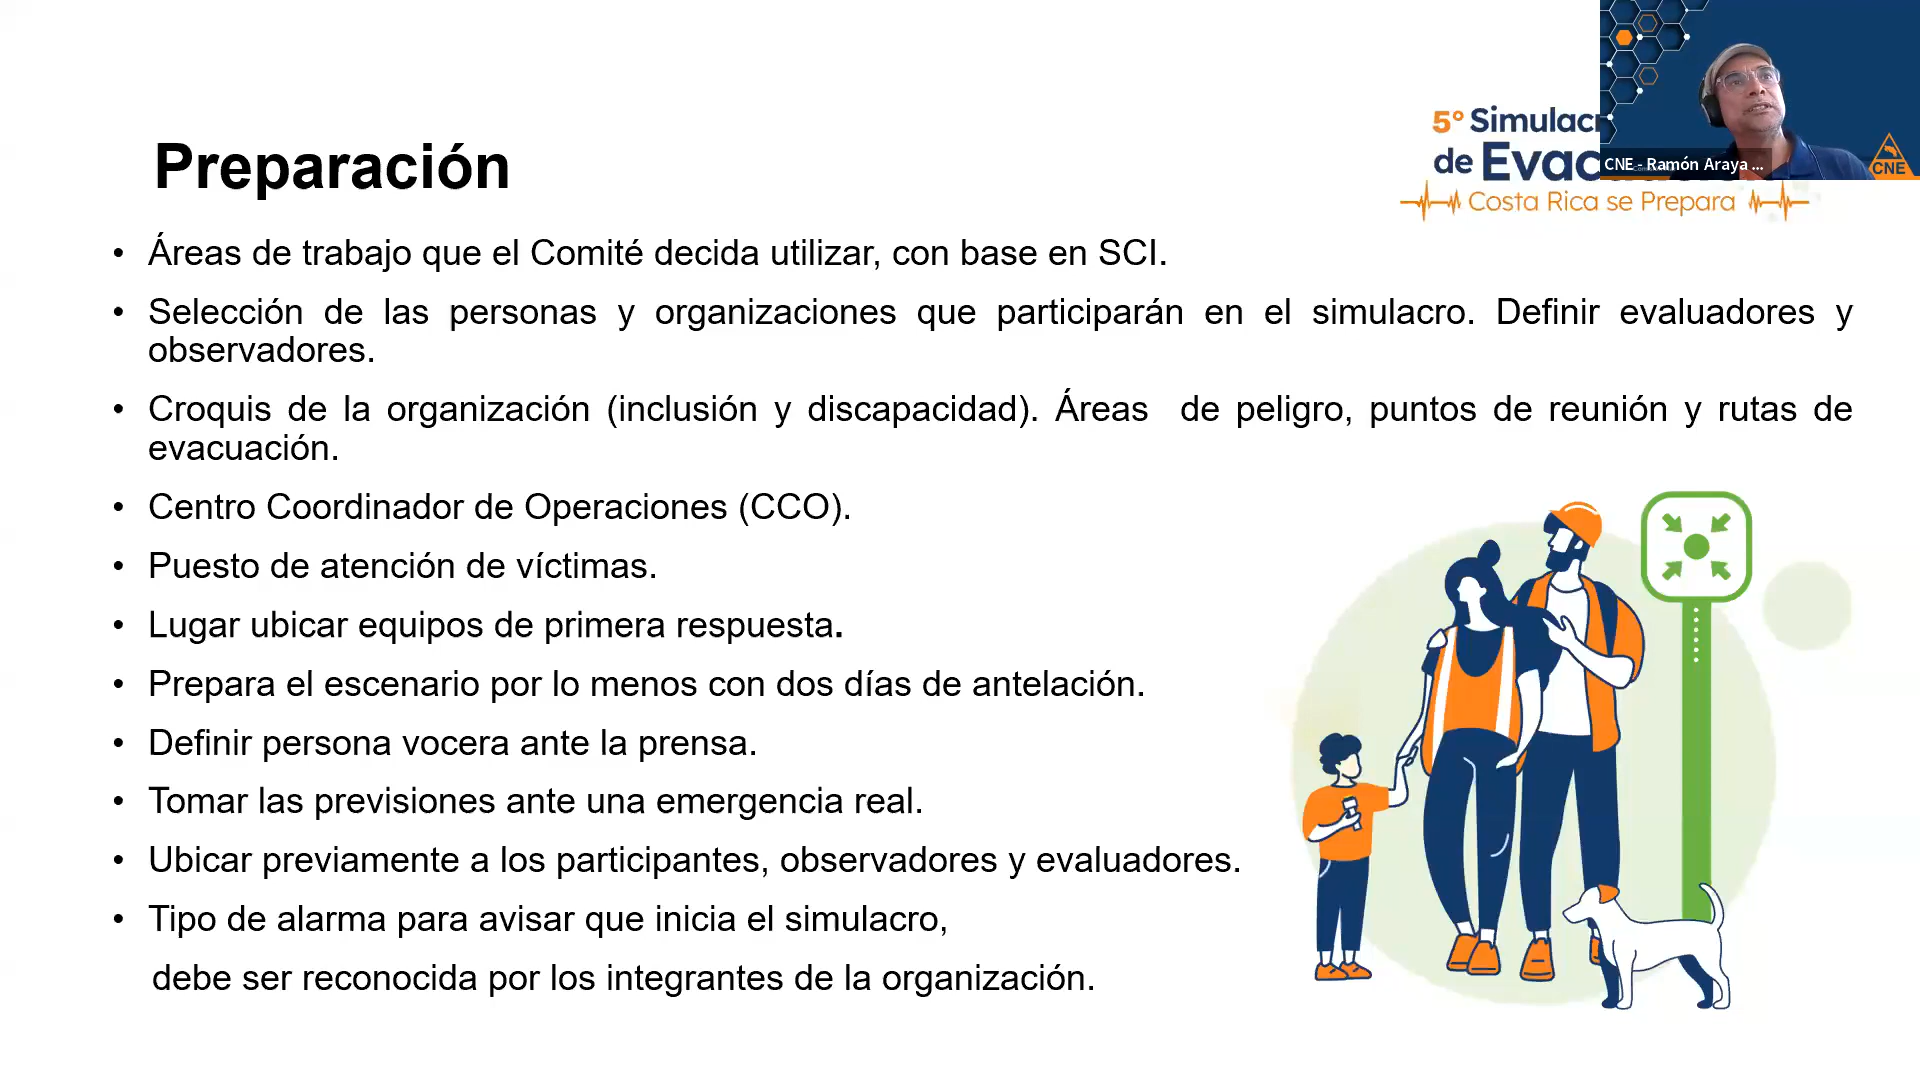 Preparación
5° Simulacr
de Evac
CNE - Ramón Araya ...
CNE
Costa Rica se Prepara
• Áreas de trabajo que el Comité decida utilizar, con base en SCI.
• Selección de las personas y organizaciones que participarán en el simulacro. Definir evaluadores y
observadores.
• Croquis de la organización (inclusión y discapacidad). Áreas de peligro, puntos de reunión y rutas de
evacuación.
• Centro Coordinador de Operaciones (CCO).
• Puesto de atención de víctimas.
• Lugar ubicar equipos de primera respuesta.
• Prepara el escenario por lo menos con dos días de antelación.
• Definir persona vocera ante la prensa.
• Tomar las previsiones ante una emergencia real.
• Ubicar previamente a los participantes, observadores y evaluadores.
• Tipo de alarma para avisar que inicia el simulacro,
debe ser reconocida por los integrantes de la organización.